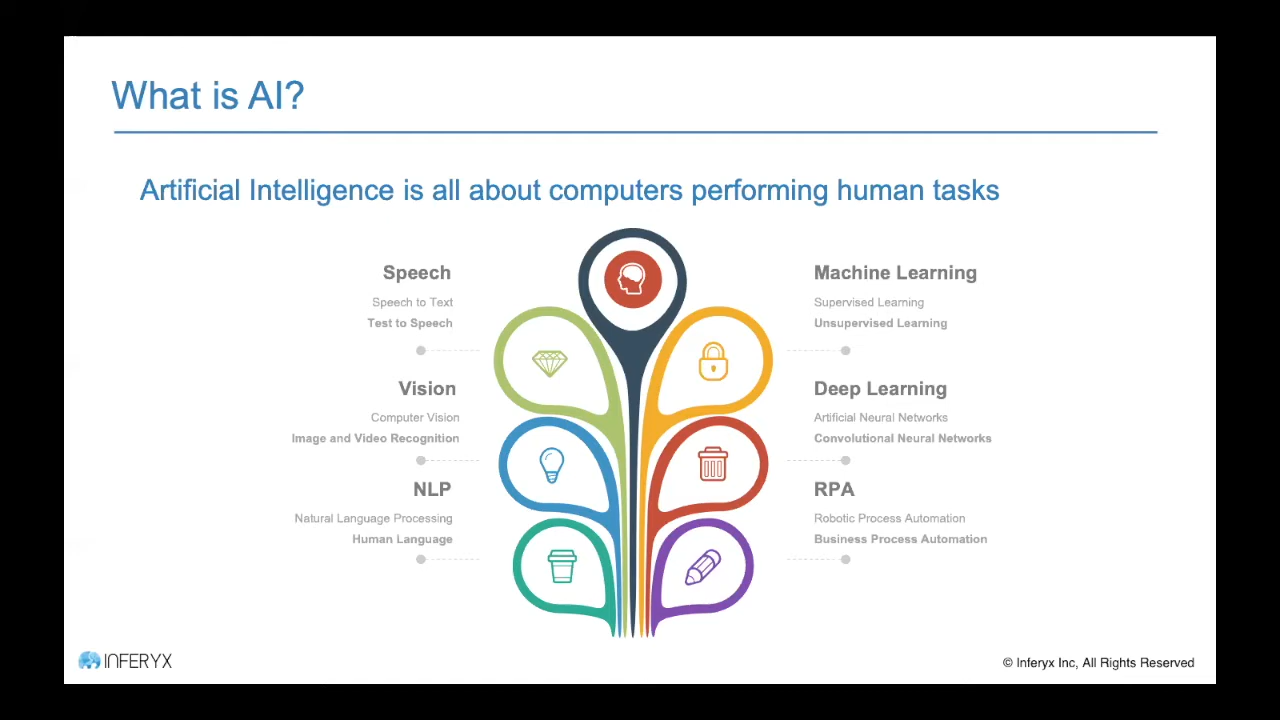 What is AI?
Artificial Intelligence is all about computers performing human tasks
Speech
Speech to Text
Test to Speech
Vision
Computer Vision
Image and Video Recognition
NLP
Natural Language Processing
Human Language
Machine Learning
Supervised Learning
Unsupervised Learning
Deep Learning
Artificial Neural Networks
Convolutional Neural Networks
RPA
Robotic Process Automation
Business Process Automation
INFERYX
© Inferyx Inc, All Rights Reserved